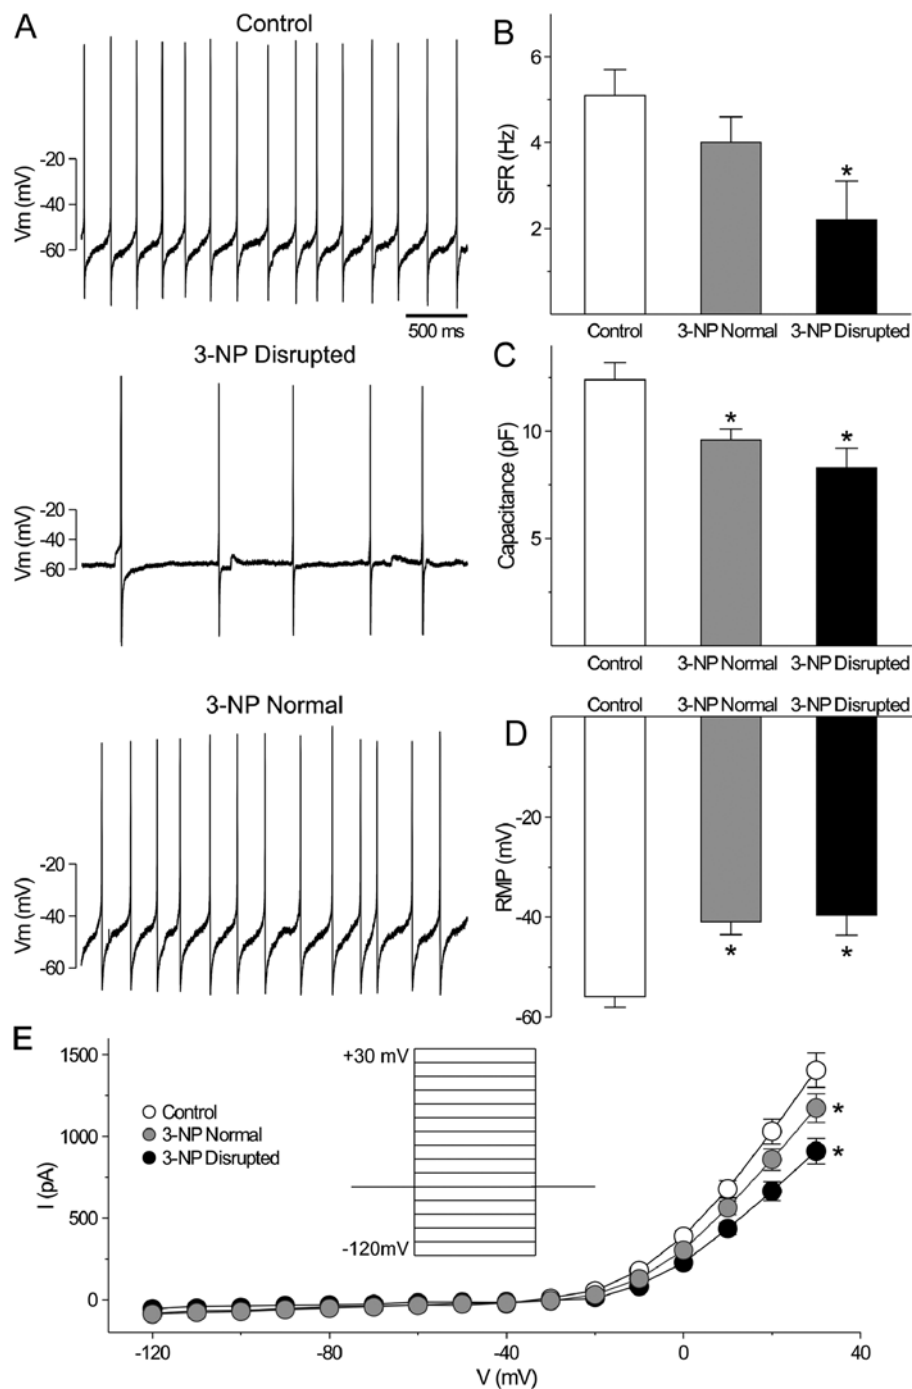 A
Control
Vm (mV)
-20
-40
-60
500 ms
3-NP Disrupted
Vm (mV)
-20
-40
-60
3-NP Normal
Vm (mV)
-20
-40
-60
B
SFR (Hz)
6
4
2
*
Control 3-NP Normal 3-NP Disrupted
C
Capacitance (pF)
10
5
* *
Control 3-NP Normal 3-NP Disrupted
Control 3-NP Normal 3-NP Disrupted
D
RMP (mV)
-20
-40
-60
* *
E
I (pA)
1500
1000
500
0
Control
3-NP Normal
3-NP Disrupted
+30 mV
-120mV
*
*
-120 -80 -40 0 40
V (mV)